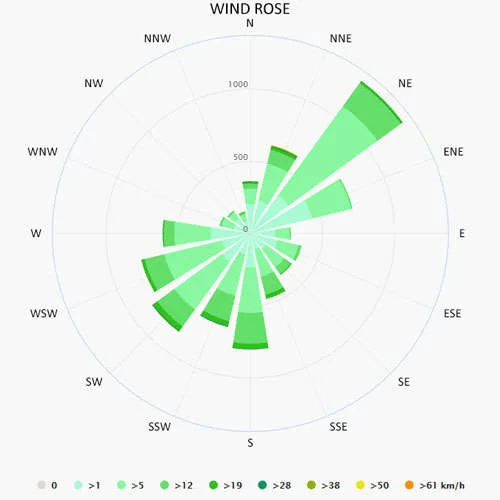 WIND ROSE
N
NNW
NNE
NW
NE
1000
WNW
ENE
500
W
0
E
WSW
ESE
SW
SE
SSW
SSE
S
0 >1 >5 >12 >19 >28 >38 >50 >61 km/h